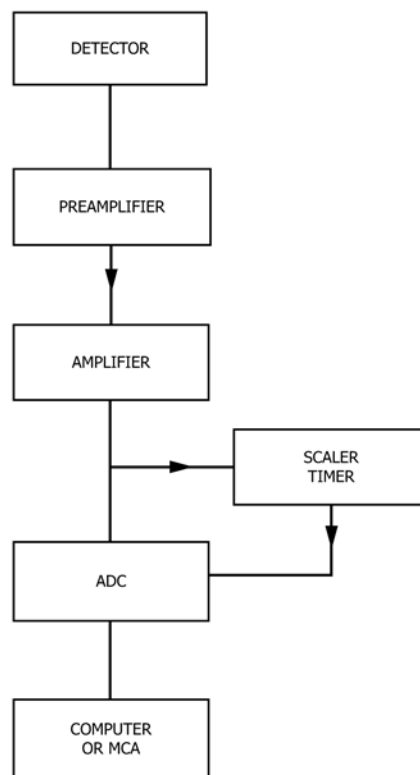 DETECTOR
PREAMPLIFIER
AMPLIFIER
SCALER
TIMER
ADC
COMPUTER
OR MCA